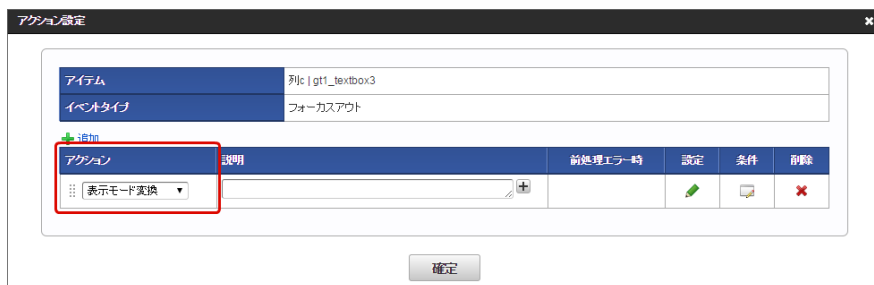 アクション設定
アイテム 列c | gt1_textbox3
イベントタイプ フォーカスアウト
追加
アクション 説明 前処理エラー時 設定 条件 削除
表示モード変換
確定